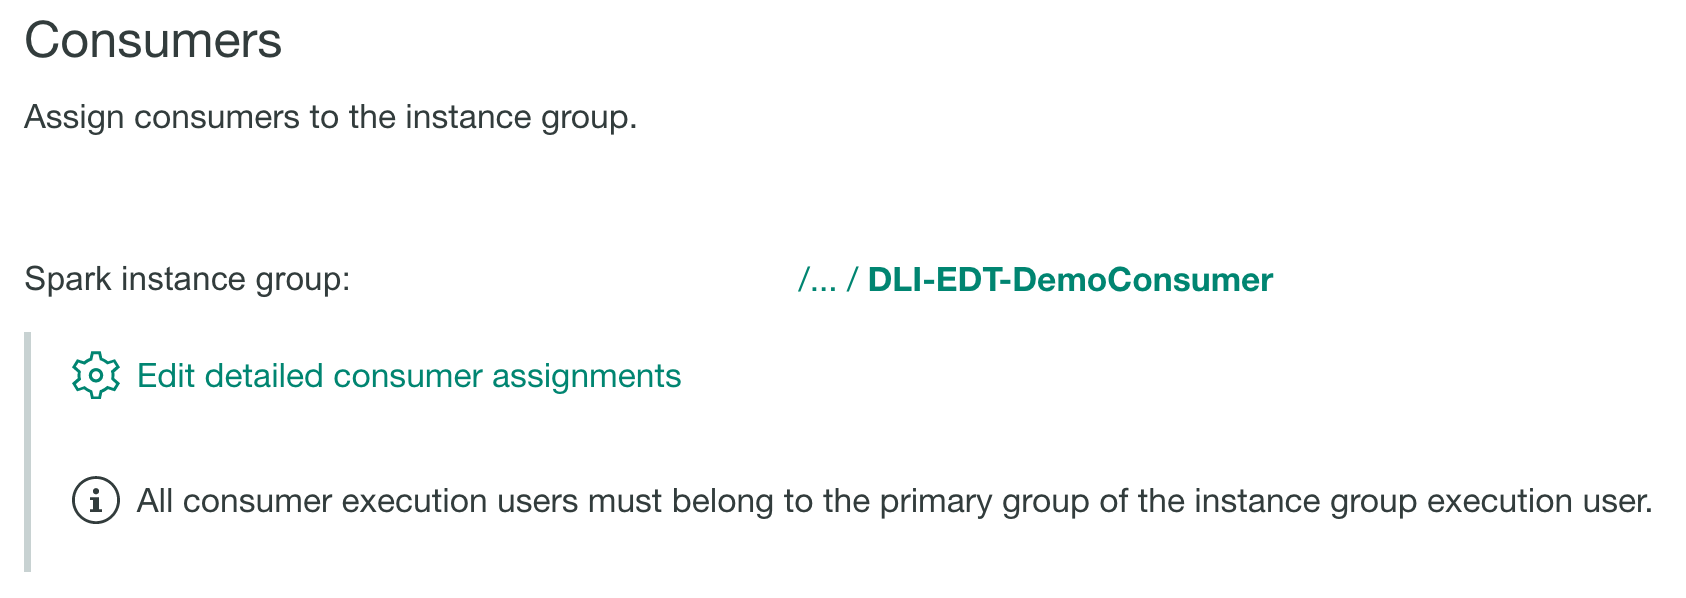 Consumers
Assign consumers to the instance group.
Spark instance group: /... / DLI-EDT-DemoConsumer
Edit detailed consumer assignments
All consumer execution users must belong to the primary group of the instance group execution user.